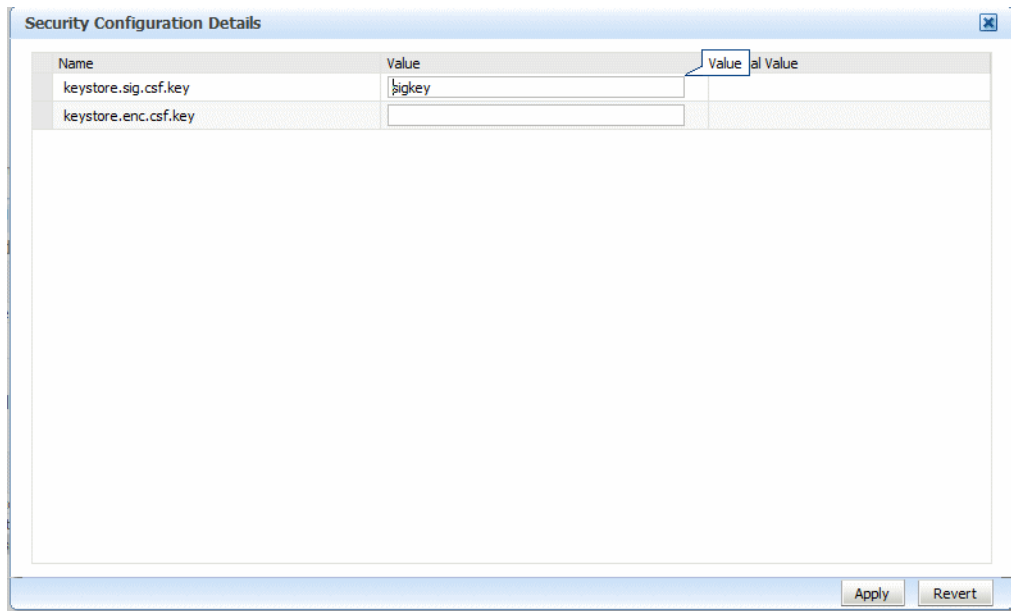 Security Configuration Details
Name Value Value al Value
keystore.sig.csf.key sigkey
keystore.enc.csf.key
Apply Revert